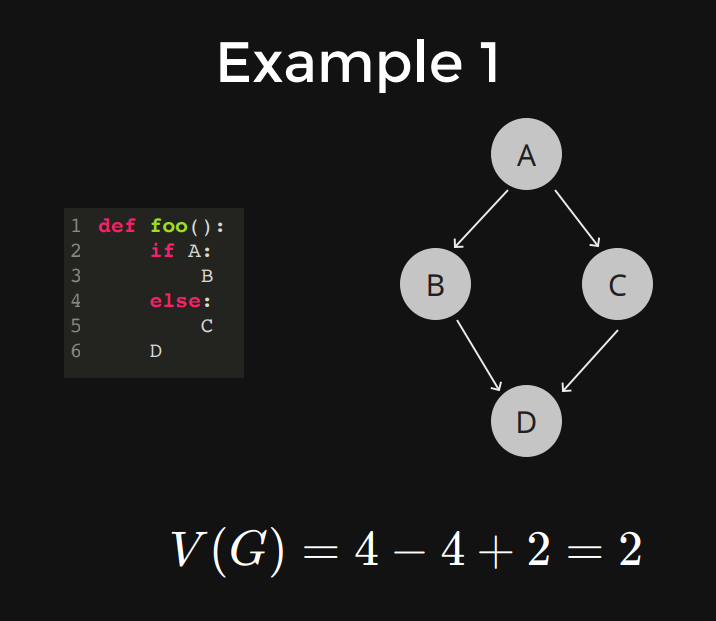 Example 1
1 def foo():
2     if A:
3         B
4     else:
5         C
6     D
A
B
C
D
V(G) = 4 − 4 + 2 = 2